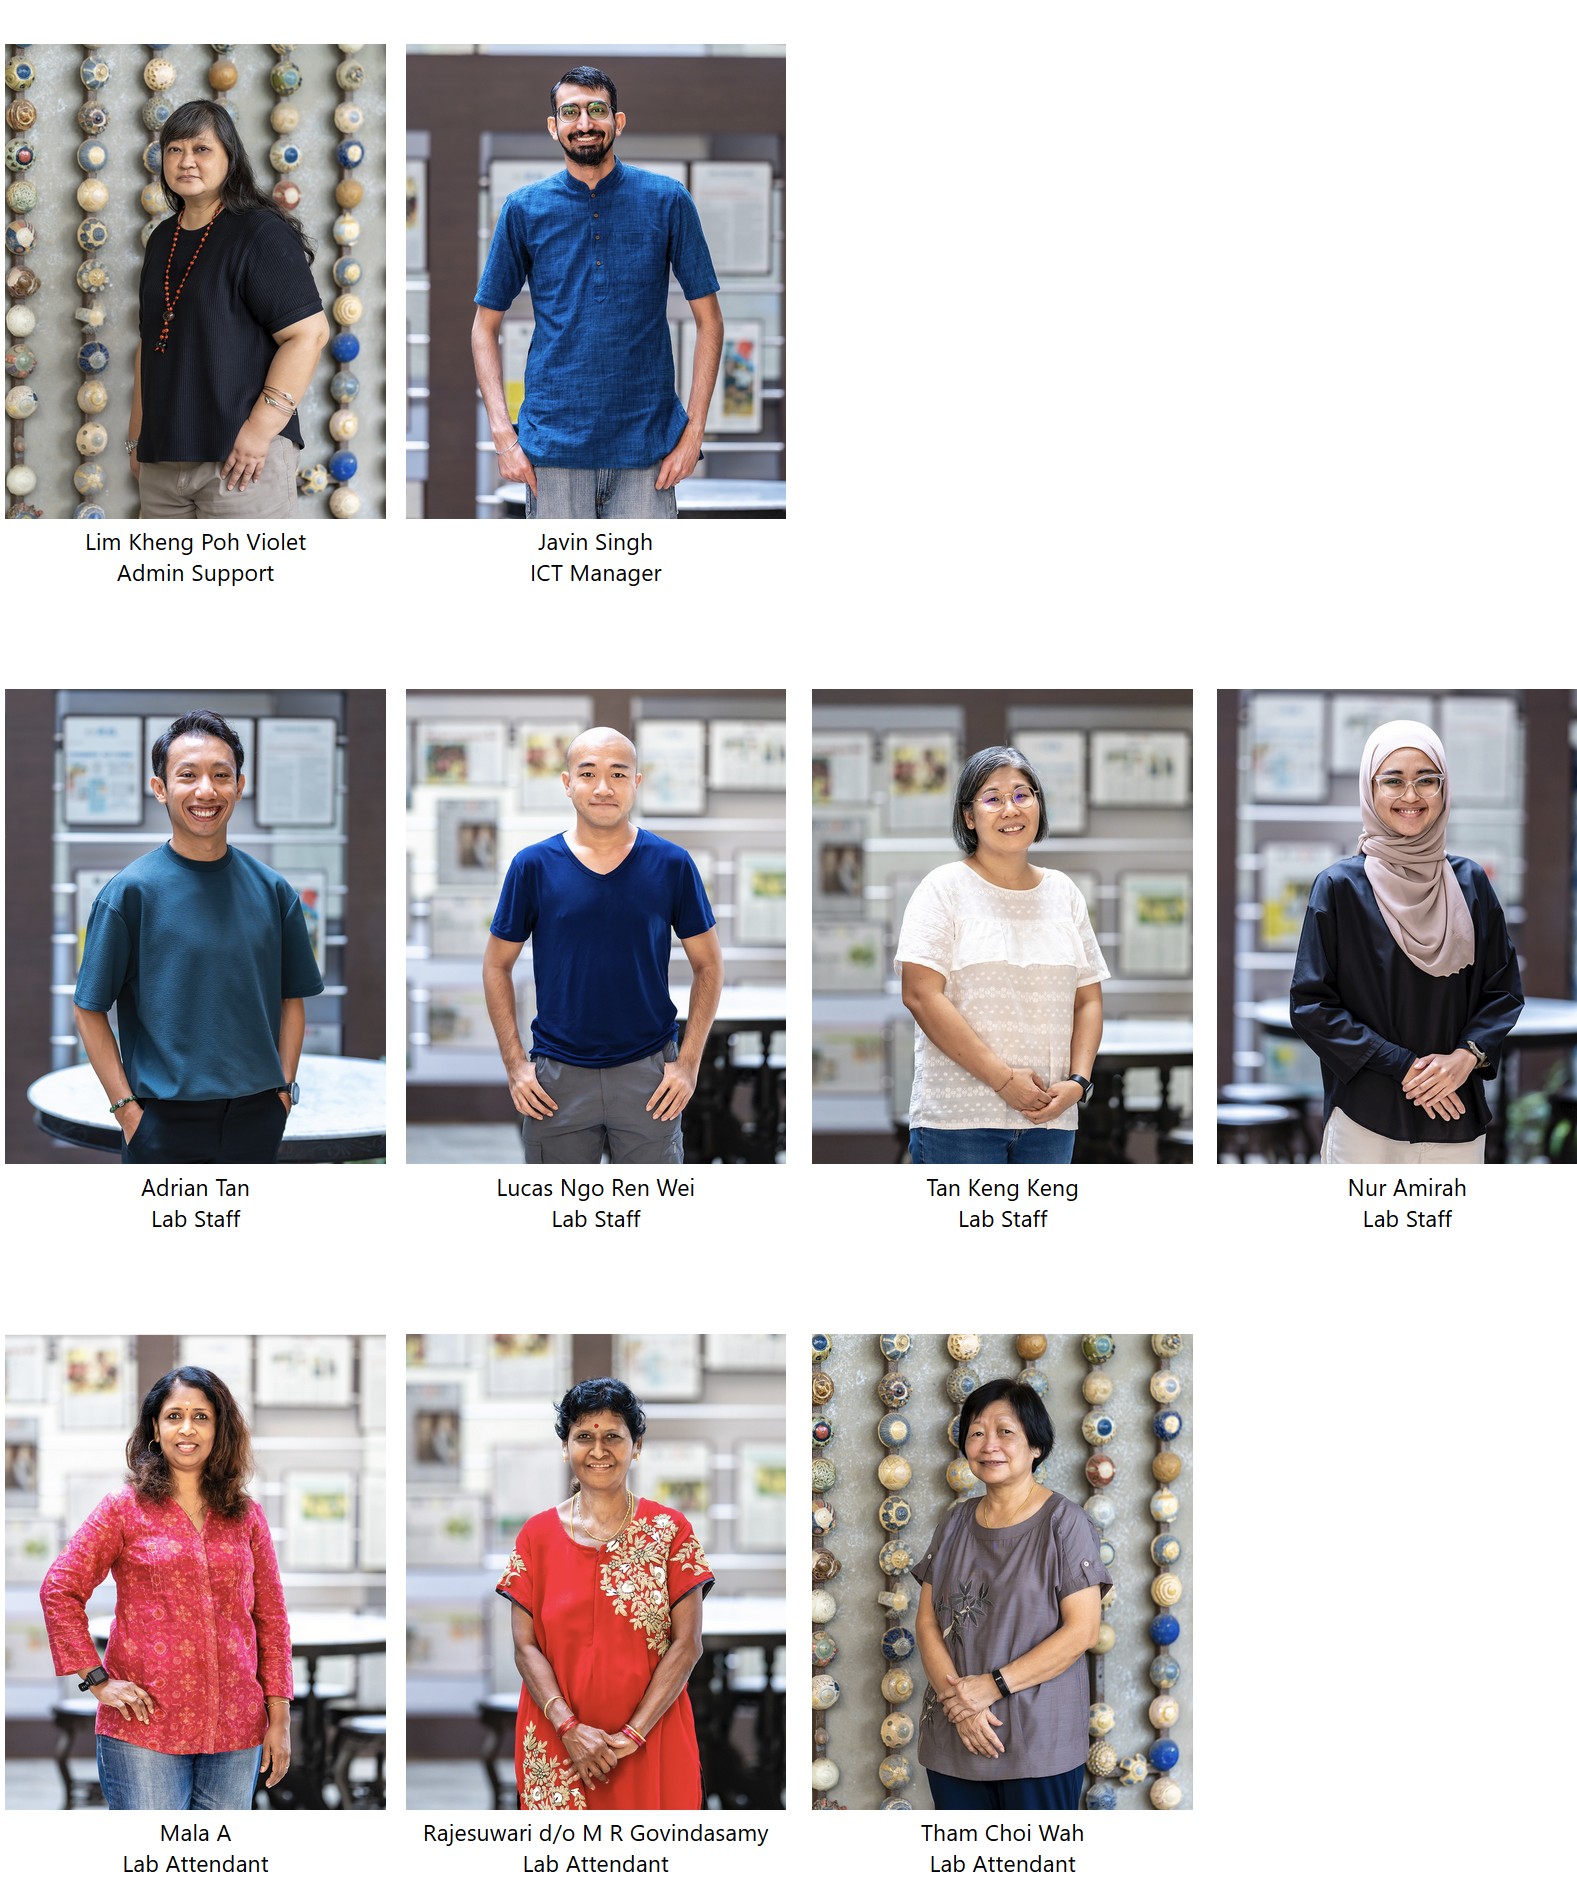 Lim Kheng Poh Violet
Admin Support
Javin Singh
ICT Manager
Adrian Tan
Lab Staff
Lucas Ngo Ren Wei
Lab Staff
Tan Keng Keng
Lab Staff
Nur Amirah
Lab Staff
Mala A
Lab Attendant
Rajesuwari d/o M R Govindasamy
Lab Attendant
Tham Choi Wah
Lab Attendant